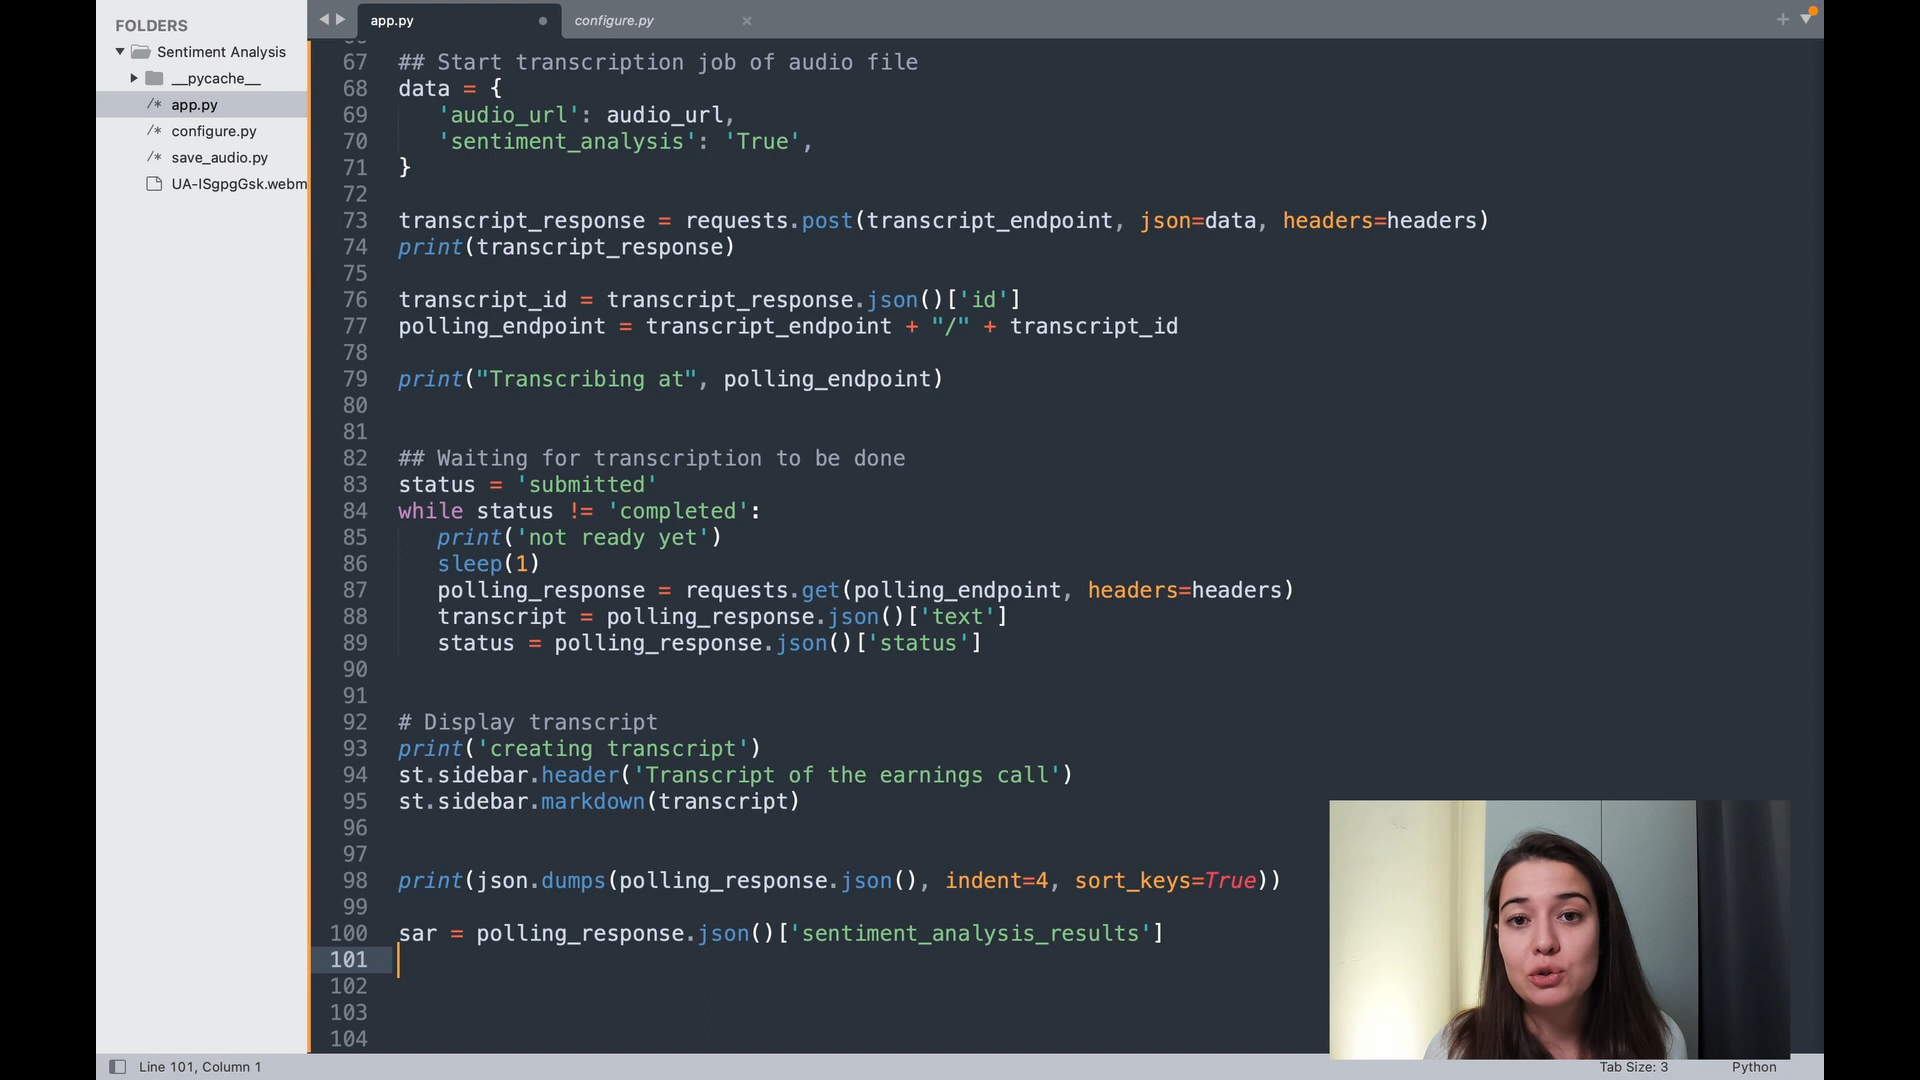 FOLDERS
Sentiment Analysis
__pycache__
/* app.py
/* configure.py
/* save_audio.py
UA-ISgpgGsk.webm
app.py
configure.py
67 ## Start transcription job of audio file
68 data = {
69 'audio_url': audio_url,
70 'sentiment_analysis': 'True',
71 }
72
73 transcript_response = requests.post(transcript_endpoint, json=data, headers=headers)
74 print(transcript_response)
75
76 transcript_id = transcript_response.json()['id']
77 polling_endpoint = transcript_endpoint + "/" + transcript_id
78
79 print("Transcribing at", polling_endpoint)
80
81
82 ## Waiting for transcription to be done
83 status = 'submitted'
84 while status != 'completed':
85 print('not ready yet')
86 sleep(1)
87 polling_response = requests.get(polling_endpoint, headers=headers)
88 transcript = polling_response.json()['text']
89 status = polling_response.json()['status']
90
91
92 # Display transcript
93 print('creating transcript')
94 st.sidebar.header('Transcript of the earnings call')
95 st.sidebar.markdown(transcript)
96
97
98 print(json.dumps(polling_response.json(), indent=4, sort_keys=True))
99
100 sar = polling_response.json()['sentiment_analysis_results']
101
102
103
104
Line 101, Column 1
Tab Size: 3
Python